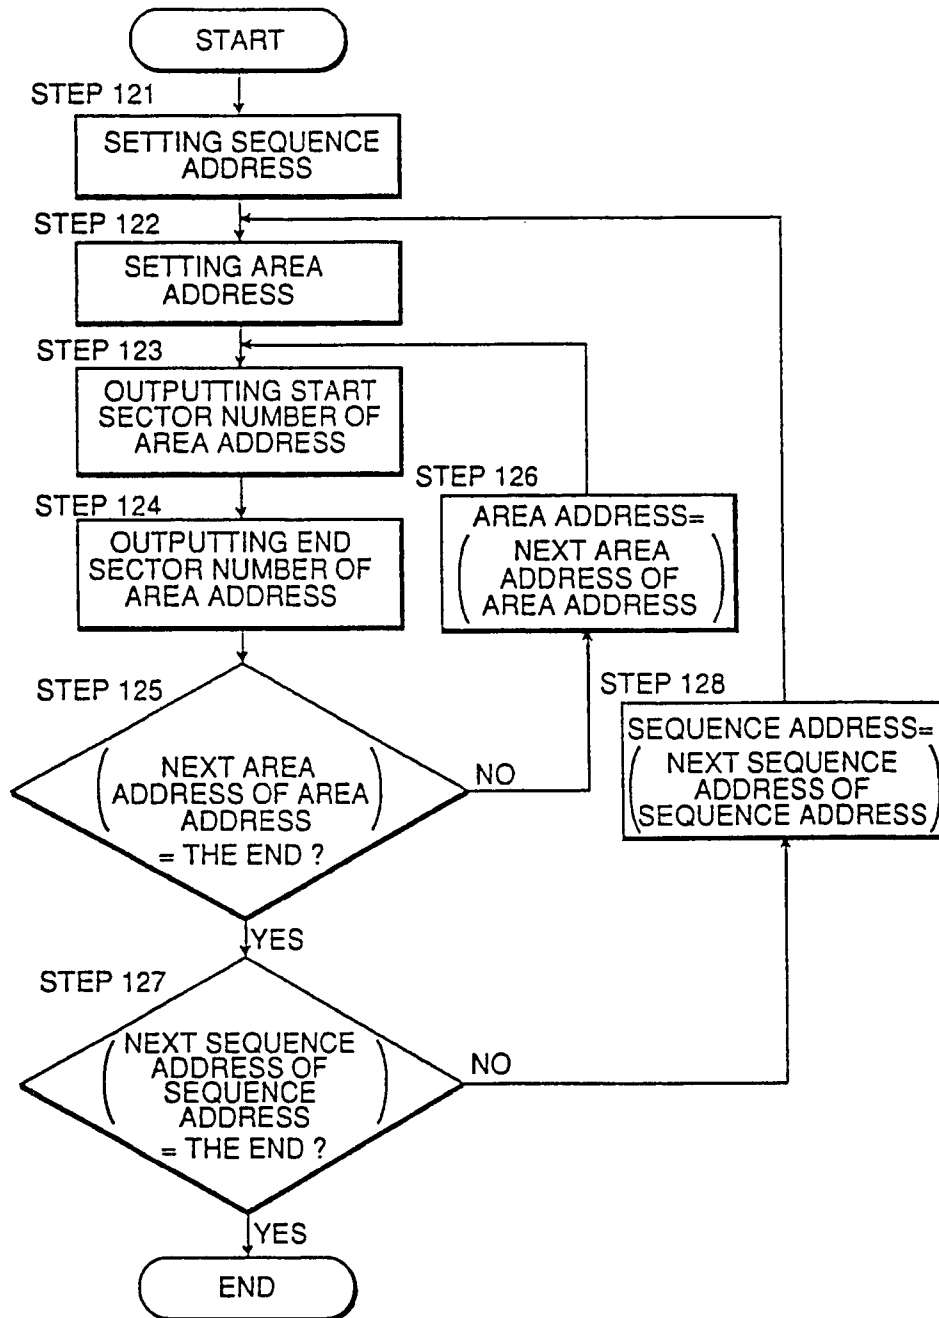 START
STEP 121
SETTING SEQUENCE
ADDRESS
STEP 122
SETTING AREA
ADDRESS
STEP 123
OUTPUTTING START
SECTOR NUMBER OF
AREA ADDRESS
STEP 124
OUTPUTTING END
SECTOR NUMBER OF
AREA ADDRESS
STEP 126
AREA ADDRESS=
(NEXT AREA
ADDRESS OF
AREA ADDRESS)
STEP 125
(NEXT AREA
ADDRESS OF AREA
ADDRESS)
= THE END ?
NO
YES
STEP 128
SEQUENCE ADDRESS=
(NEXT SEQUENCE
ADDRESS OF
SEQUENCE ADDRESS)
STEP 127
(NEXT SEQUENCE
ADDRESS OF
SEQUENCE
ADDRESS)
= THE END ?
NO
YES
END